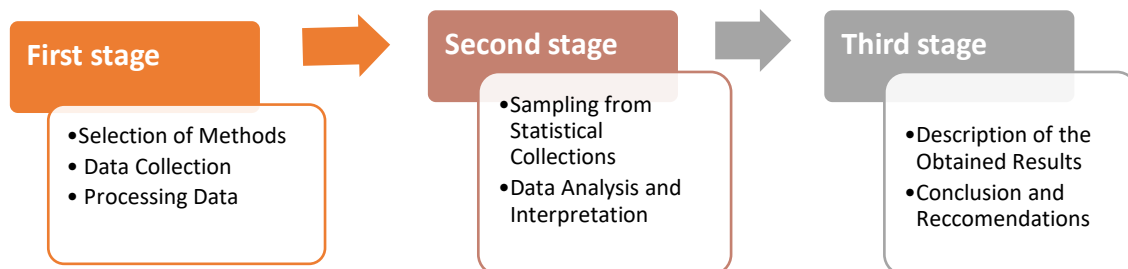 First stage
•Selection of Methods
• Data Collection
• Processing Data
Second stage
•Sampling from
Statistical
Collections
•Data Analysis and
Interpretation
Third stage
•Description of the
Obtained Results
•Conclusion and
Reccomendations